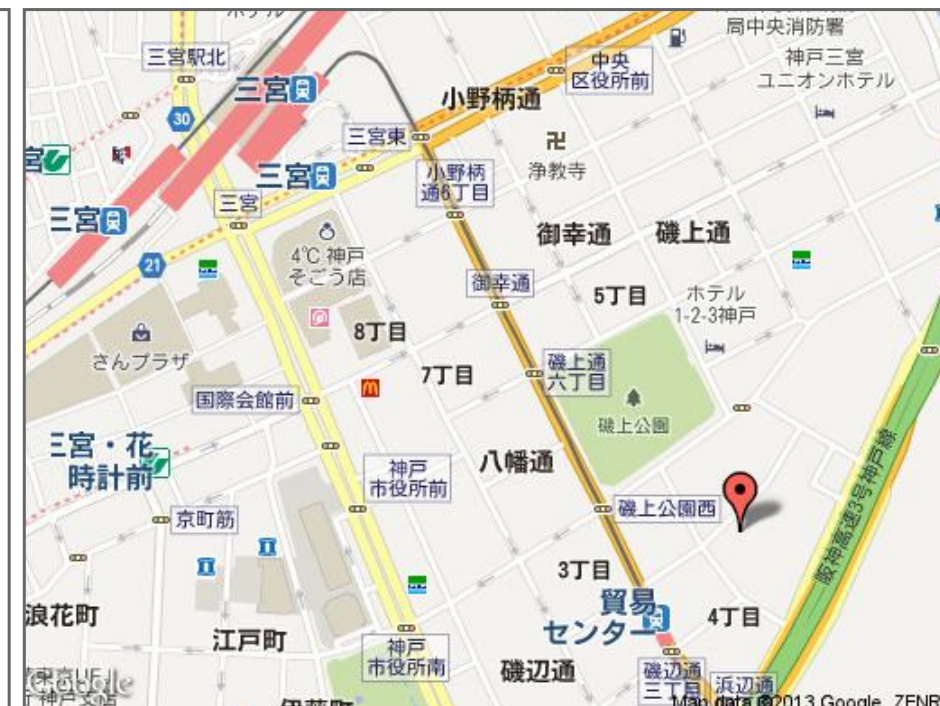 局中央消防署
三宮駅北
中央
区役所前
神戸三宮
ユニオンホテル
三宮
小野柄通
30
三宮東
宮
浄教寺
三宮
小野柄
通6丁目
三宮
三宮
御幸通
磯上通
4℃ 神戸
そごう店
21
御幸通
5丁目
ホテル
1-2-3神戸
8丁目
さんプラザ
7丁目
磯上通
六丁目
国際会館前
磯上公園
三宮・花
時計前
八幡通
神戸
市役所前
阪神高速3号神戸線
京町筋
磯上公園西
3丁目
貿易
センター
4丁目
浪花町
江戸町
神戸
市役所南
磯辺通
磯辺通
三丁目
浜辺通
Google
Map data ©2013 Google, ZENR